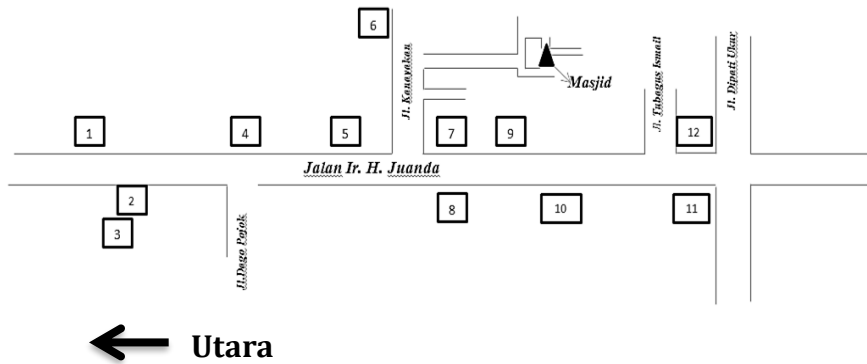 6
Jl. Kanayakan
Masjid
Jl. Tubagus Ismail
Jl. Dipati Ukur
1
4
5
7
9
12
Jalan Ir. H. Juanda
2
3
Jl.Dago Pojok
8
10
11
Utara